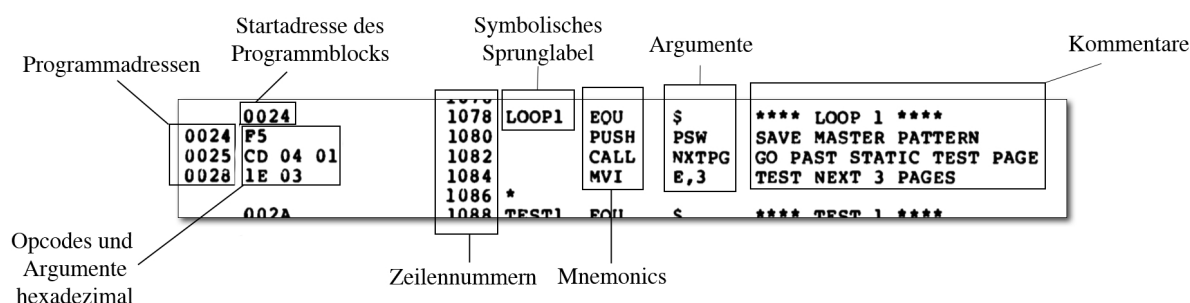 Startadresse des
Programmblocks
Symbolisches
Sprunglabel
Argumente
Kommentare
Programmadressen
0024 1078 LOOP1 EQU $ **** LOOP 1 ****
0024 F5 1080 PUSH PSW SAVE MASTER PATTERN
0025 CD 04 01 1082 CALL NXTPG GO PAST STATIC TEST PAGE
0028 1E 03 1084 MVI E,3 TEST NEXT 3 PAGES
1086 *
002A 1088 TEST1 EQU $ **** TEST 1 ****
Opcodes und
Argumente
hexadezimal
Zeilennummern
Mnemonics